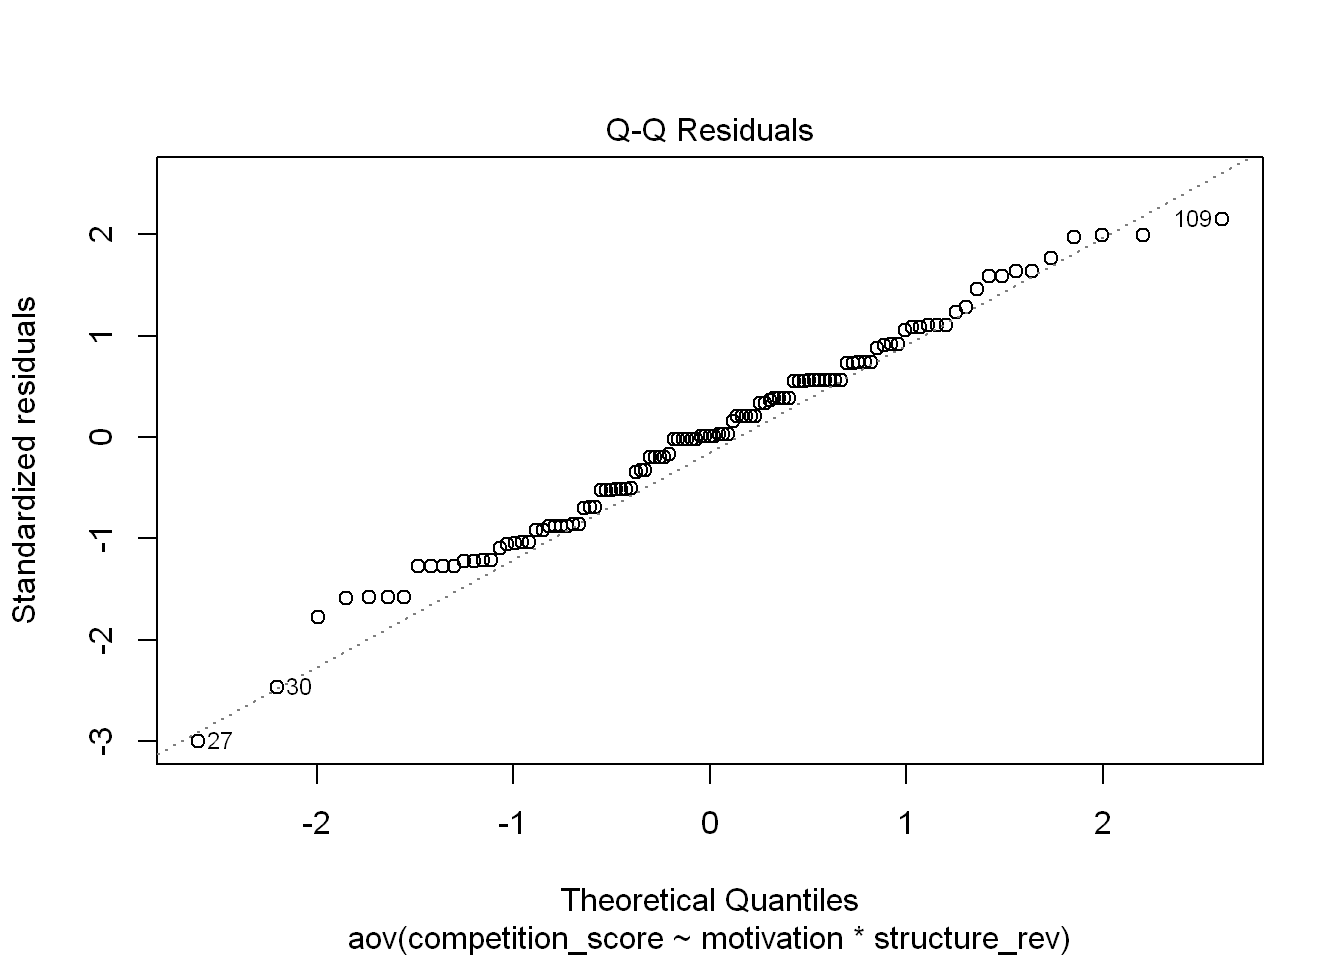 Q-Q Residuals
Standardized residuals
2
1
0
-1
-2
-3
109
30
27
-2 -1 0 1 2
Theoretical Quantiles
aov(competition_score ~ motivation * structure_rev)